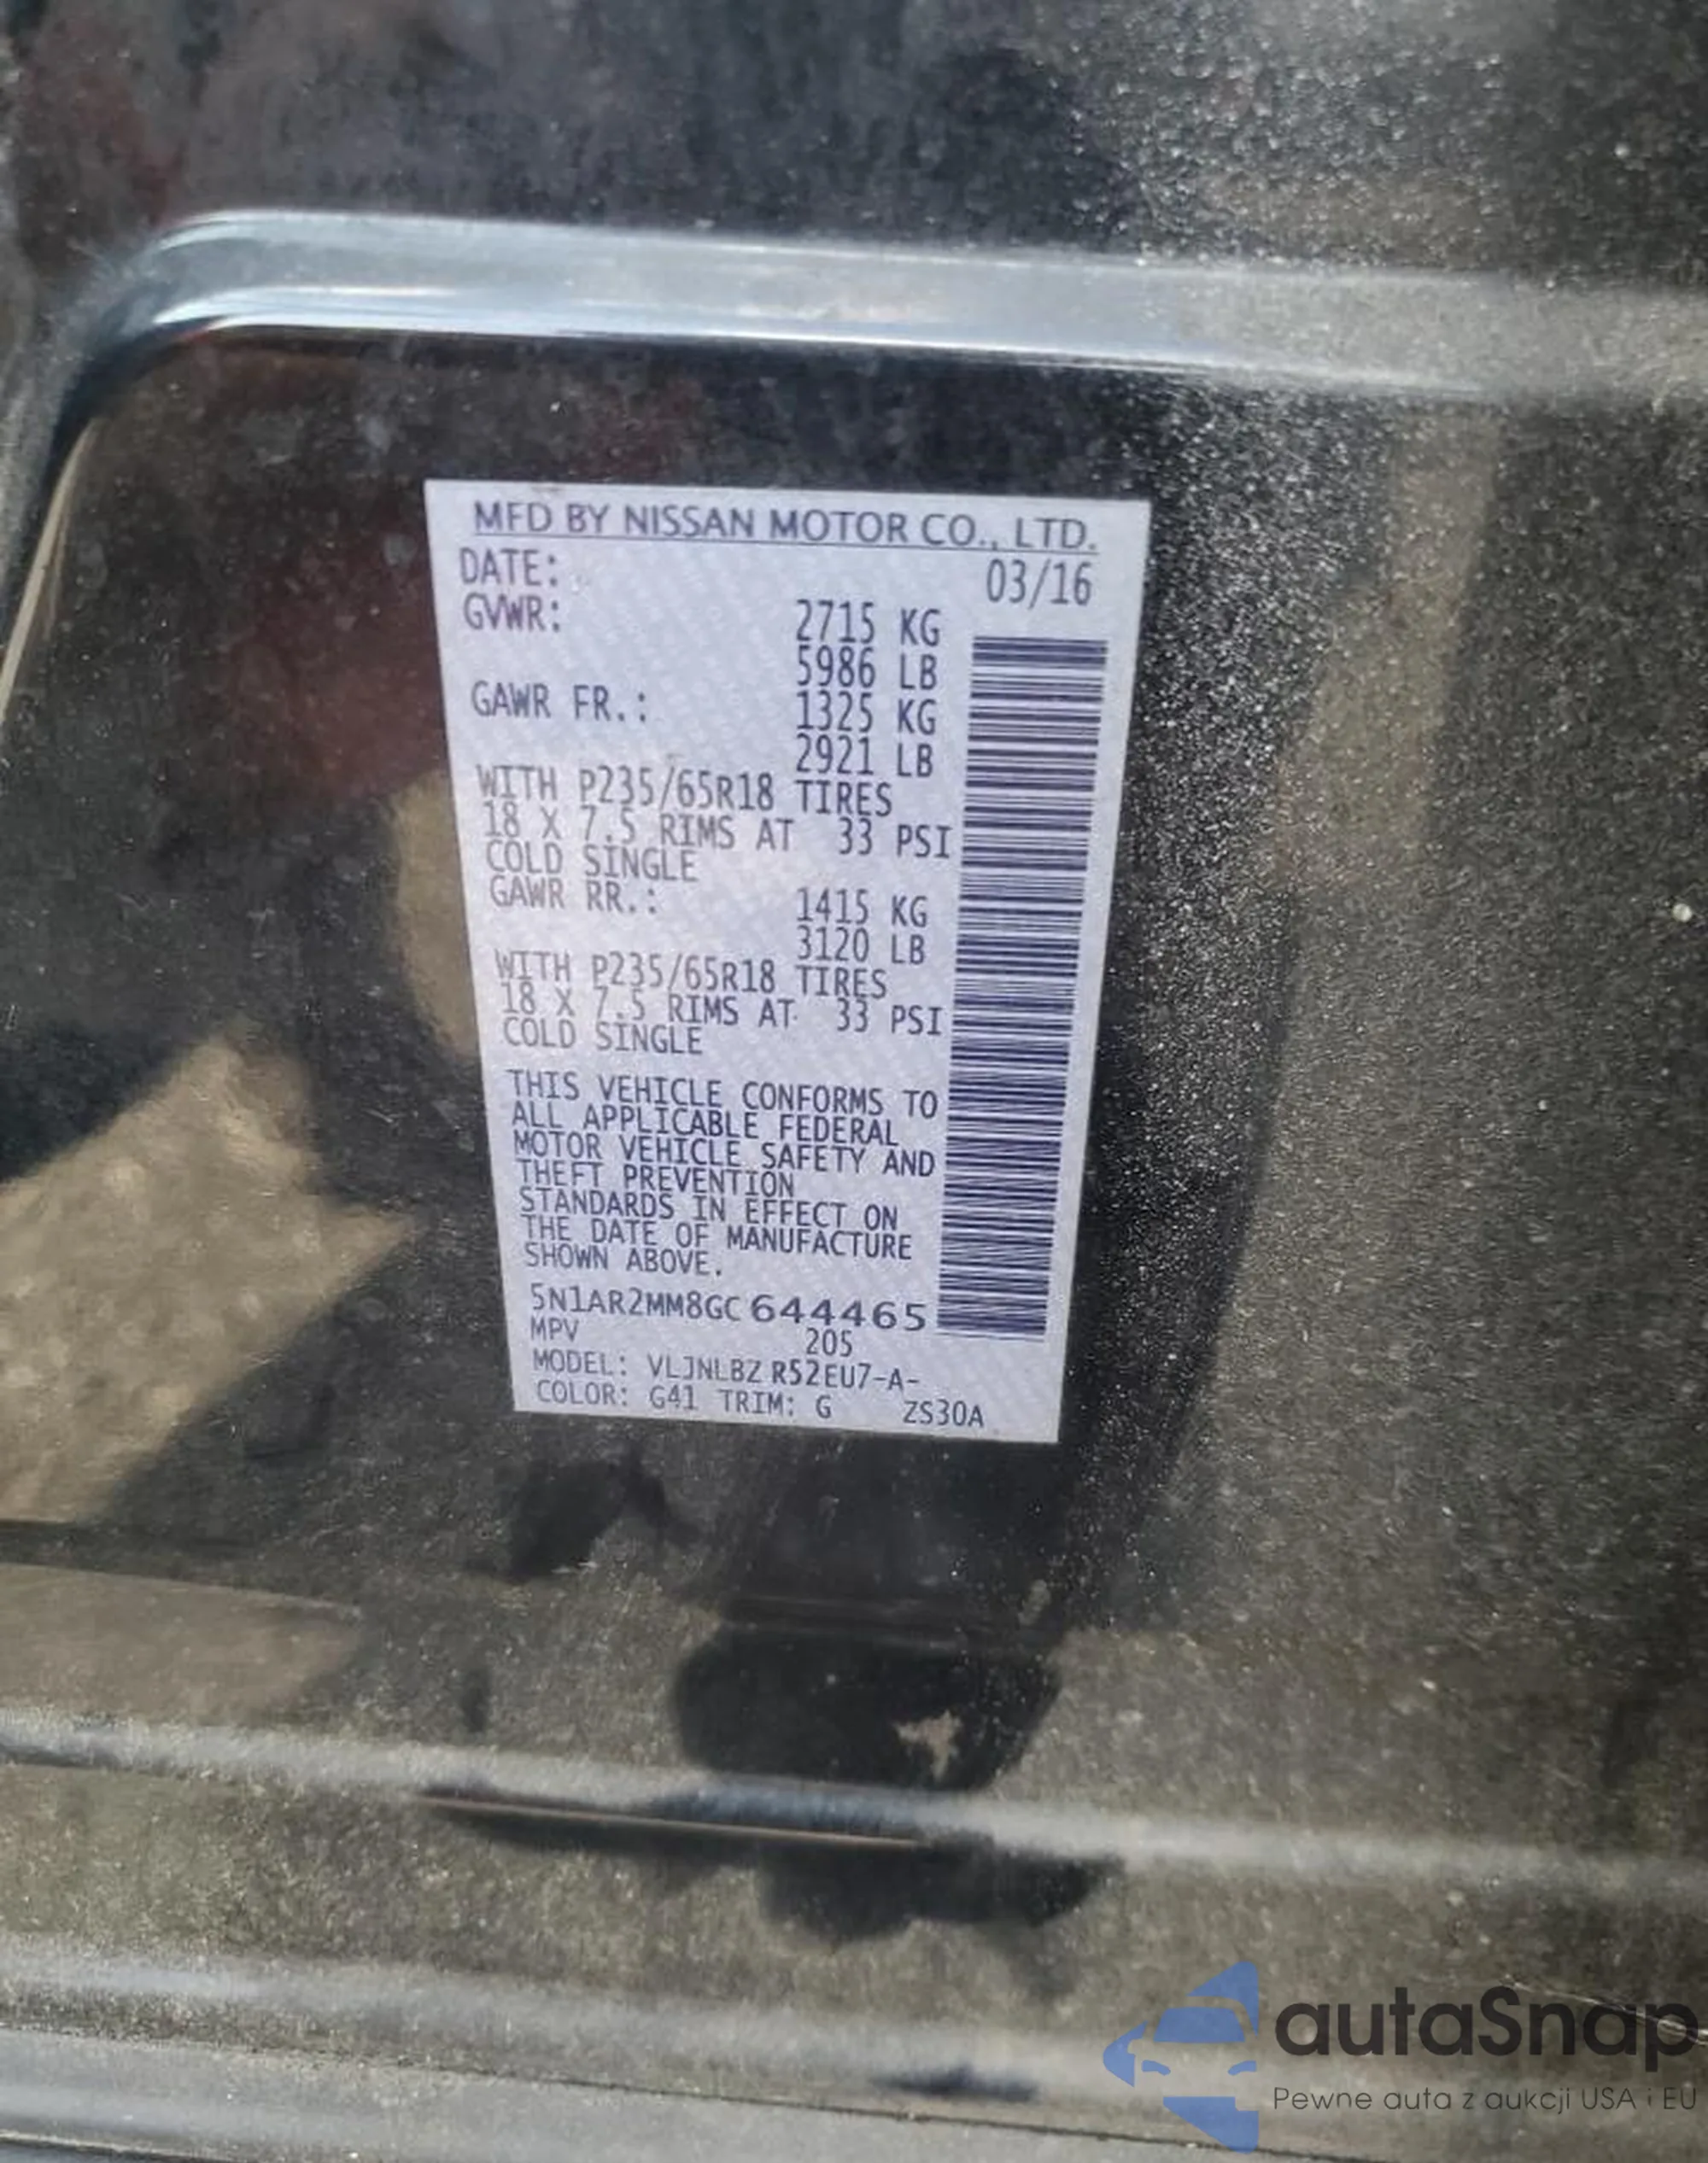 MFD BY NISSAN MOTOR CO., LTD.
DATE: 03/16
GVWR: 2715 KG
5986 LB
GAWR FR.: 1325 KG
2921 LB
WITH P235/65R18 TIRES
18 X 7.5 RIMS AT 33 PSI
COLD SINGLE
GAWR RR.: 1415 KG
3120 LB
WITH P235/65R18 TIRES
18 X 7.5 RIMS AT 33 PSI
COLD SINGLE
THIS VEHICLE CONFORMS TO
ALL APPLICABLE FEDERAL
MOTOR VEHICLE SAFETY AND
THEFT PREVENTION
STANDARDS IN EFFECT ON
THE DATE OF MANUFACTURE
SHOWN ABOVE.
5N1AR2MM8GC644465
MPV 205
MODEL: VLJNLBZ R52EU7-A-
COLOR: G41 TRIM: G ZS30A
autaSnap
Pewne auta z aukcji USA i EU